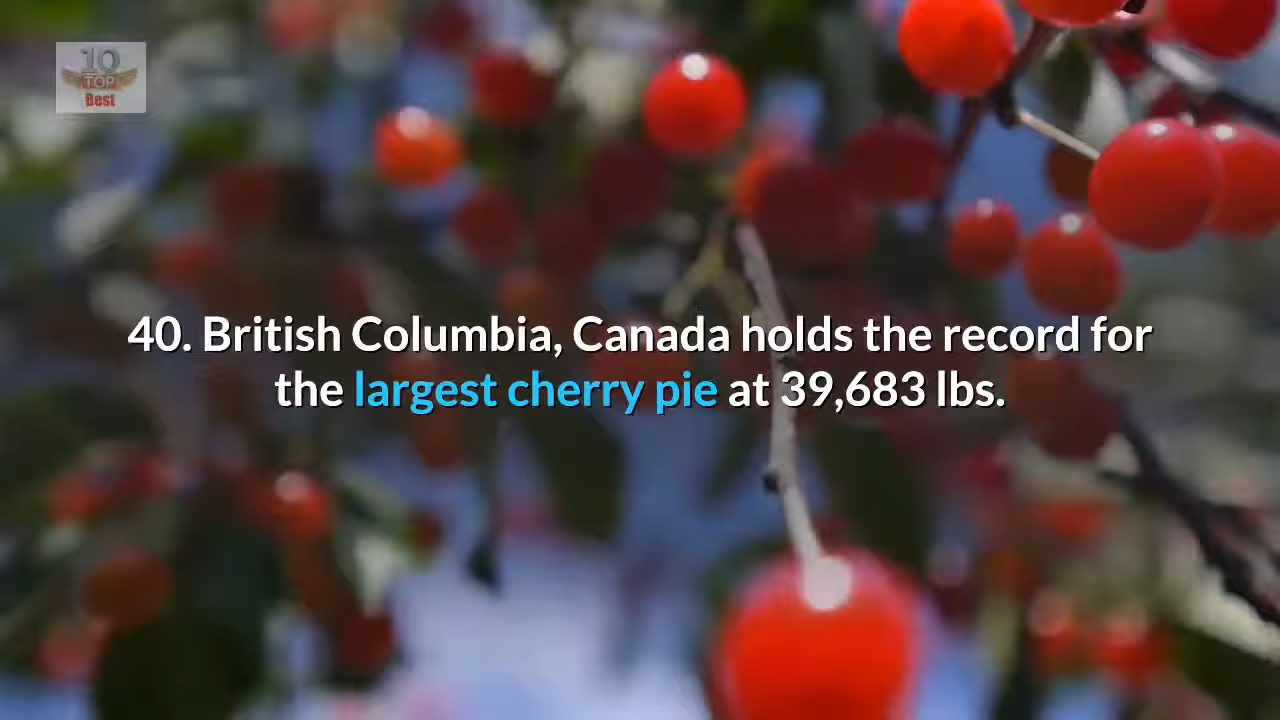 10
TOP
Best
40. British Columbia, Canada holds the record for
the largest cherry pie at 39,683 lbs.